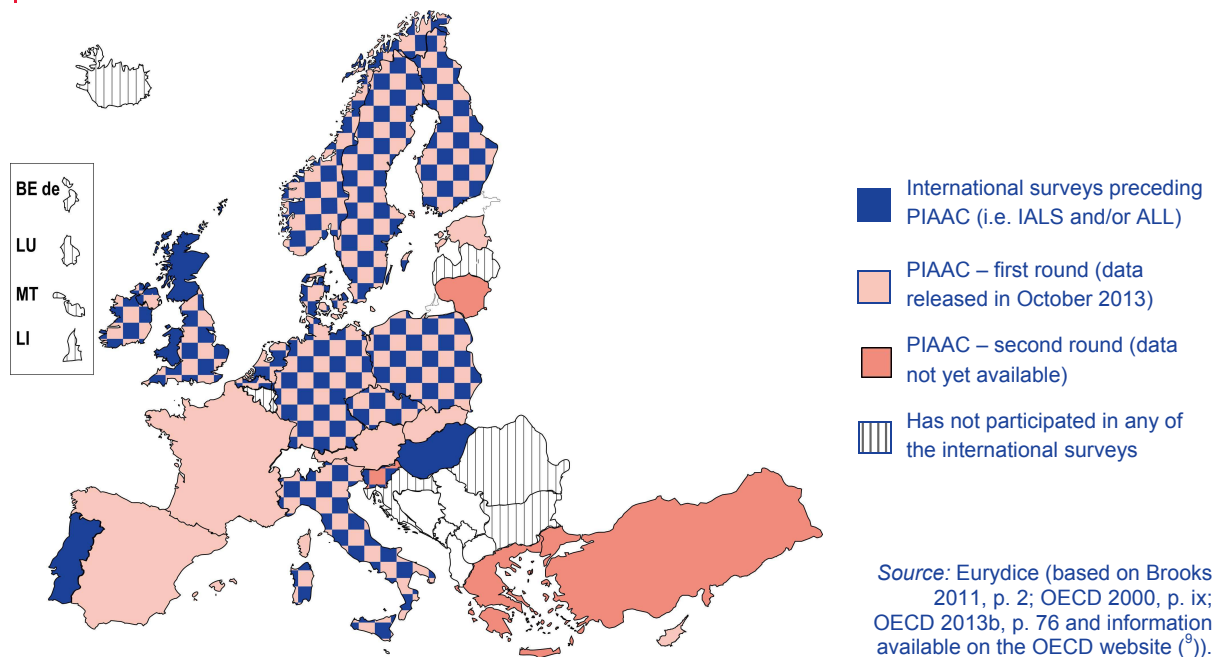 BE de
LU
MT
LI
International surveys preceding
PIAAC (i.e. IALS and/or ALL)
PIAAC – first round (data
released in October 2013)
PIAAC – second round (data
not yet available)
Has not participated in any of
the international surveys
Source: Eurydice (based on Brooks
2011, p. 2; OECD 2000, p. ix;
OECD 2013b, p. 76 and information
available on the OECD website (⁹)).